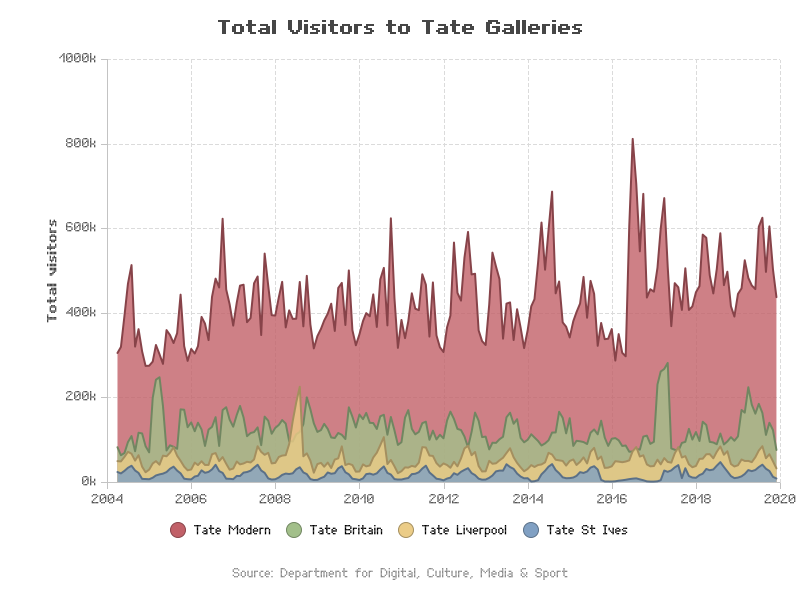 Total Visitors to Tate Galleries
1000k
800k
600k
400k
200k
0k
Total visitors
2004 2006 2008 2010 2012 2014 2016 2018 2020
Tate Modern Tate Britain Tate Liverpool Tate St Ives
Source: Department for Digital, Culture, Media & Sport